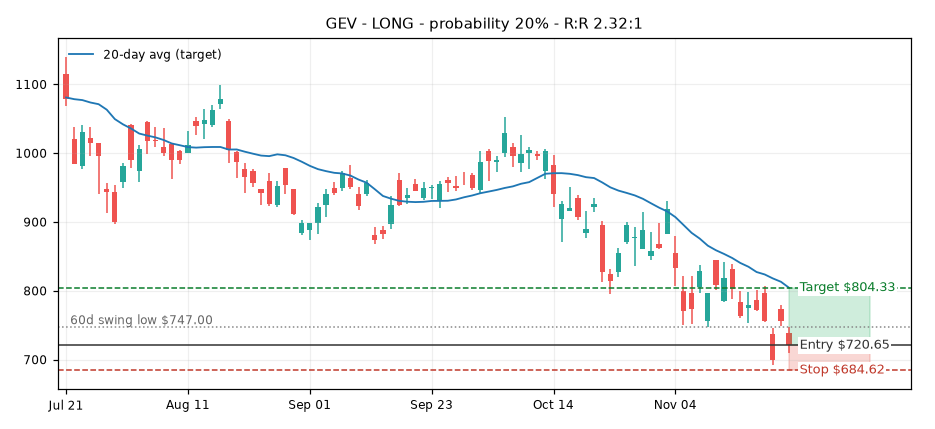 GEV - LONG - probability 20% - R:R 2.32:1
20-day avg (target)
1100
1000
900
800
700
60d swing low $747.00
Target $804.33
Entry $720.65
Stop $684.62
Jul 21
Aug 11
Sep 01
Sep 23
Oct 14
Nov 04